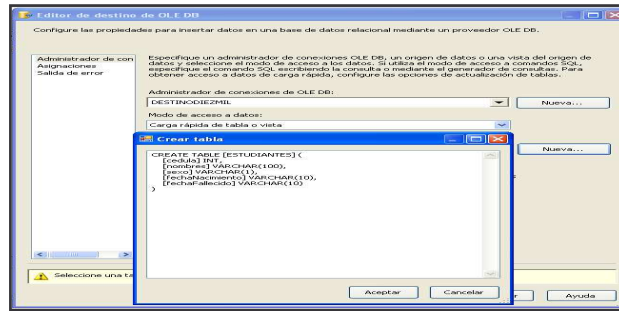 Editor de destino de OLE DB
Configure las propiedades para insertar datos en una base de datos relacional mediante un proveedor OLE DB.
Administrador de con
Asignaciones
Salida de error
Especifique un administrador de conexiones OLE DB, un origen de datos o una vista del origen de
datos y seleccione el modo de acceso a los datos. Si utiliza el modo de acceso a comandos SQL,
especifique el comando SQL escribiendo la consulta o mediante el generador de consultas. Para
obtener acceso a datos de carga rápida, configure las opciones de actualización de tablas.
Administrador de conexiones de OLE DB:
DESTINODIEZMIL
Nueva...
Modo de acceso a datos:
Carga rápida de tabla o vista
Nueva...
Crear tabla
CREATE TABLE [ESTUDIANTES] (
[cedula] INT,
[nombres] VARCHAR(100),
[sexo] VARCHAR(1),
[fechaNacimiento] VARCHAR(10),
[fechaFallecido] VARCHAR(10)
)
Seleccione una ta
Aceptar
Cancelar
r
Ayuda